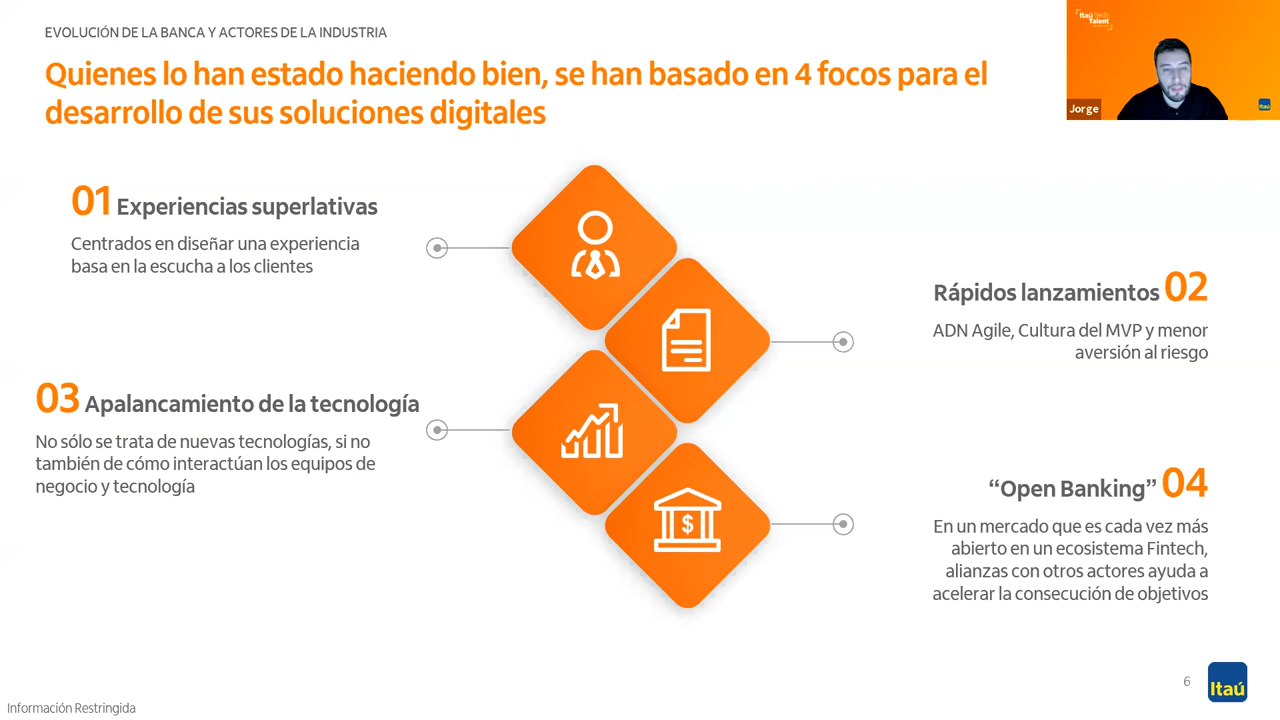 EVOLUCIÓN DE LA BANCA Y ACTORES DE LA INDUSTRIA
Quienes lo han estado haciendo bien, se han basado en 4 focos para el
desarrollo de sus soluciones digitales
Itaú Tech
Talent
Jorge
Itaú
01 Experiencias superlativas
Centrados en diseñar una experiencia
basa en la escucha a los clientes
Rápidos lanzamientos 02
ADN Agile, Cultura del MVP y menor
aversión al riesgo
03 Apalancamiento de la tecnología
No sólo se trata de nuevas tecnologías, si no
también de cómo interactúan los equipos de
negocio y tecnología
$
“Open Banking” 04
En un mercado que es cada vez más
abierto en un ecosistema Fintech,
alianzas con otros actores ayuda a
acelerar la consecución de objetivos
6
Itaú
Información Restringida